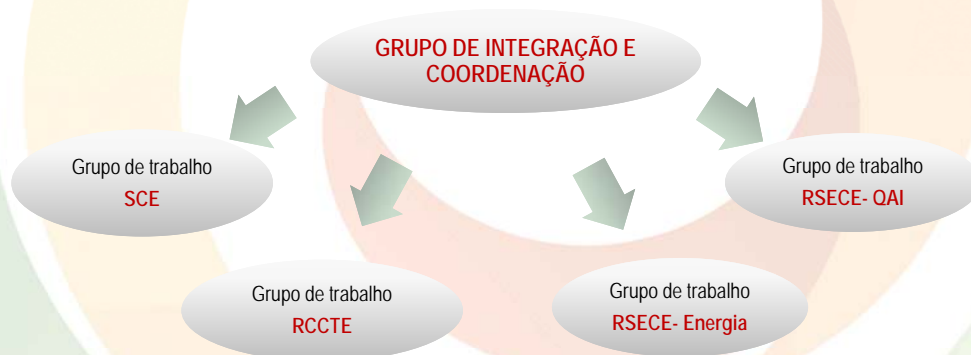 GRUPO DE INTEGRAÇÃO E
COORDENAÇÃO
Grupo de trabalho
SCE
Grupo de trabalho
RCCTE
Grupo de trabalho
RSECE- Energia
Grupo de trabalho
RSECE- QAI